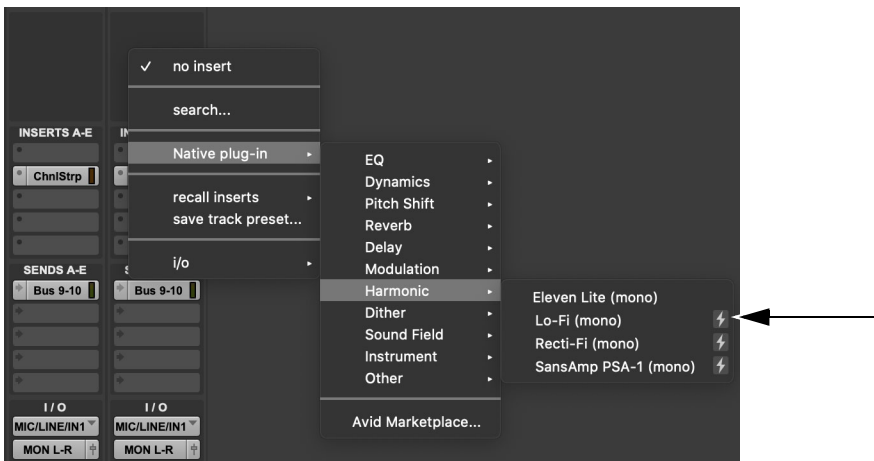 no insert
search...
INSERTS A-E
Native plug-in
ChnlStrp
recall inserts
save track preset...
i/o
SENDS A-E
Bus 9-10
Bus 9-10
EQ
Dynamics
Pitch Shift
Reverb
Delay
Modulation
Harmonic
Dither
Sound Field
Instrument
Other
Avid Marketplace...
Eleven Lite (mono)
Lo-Fi (mono)
Recti-Fi (mono)
SansAmp PSA-1 (mono)
I / O
I / O
MIC/LINE/IN1
MIC/LINE/IN1
MON L-R
MON L-R